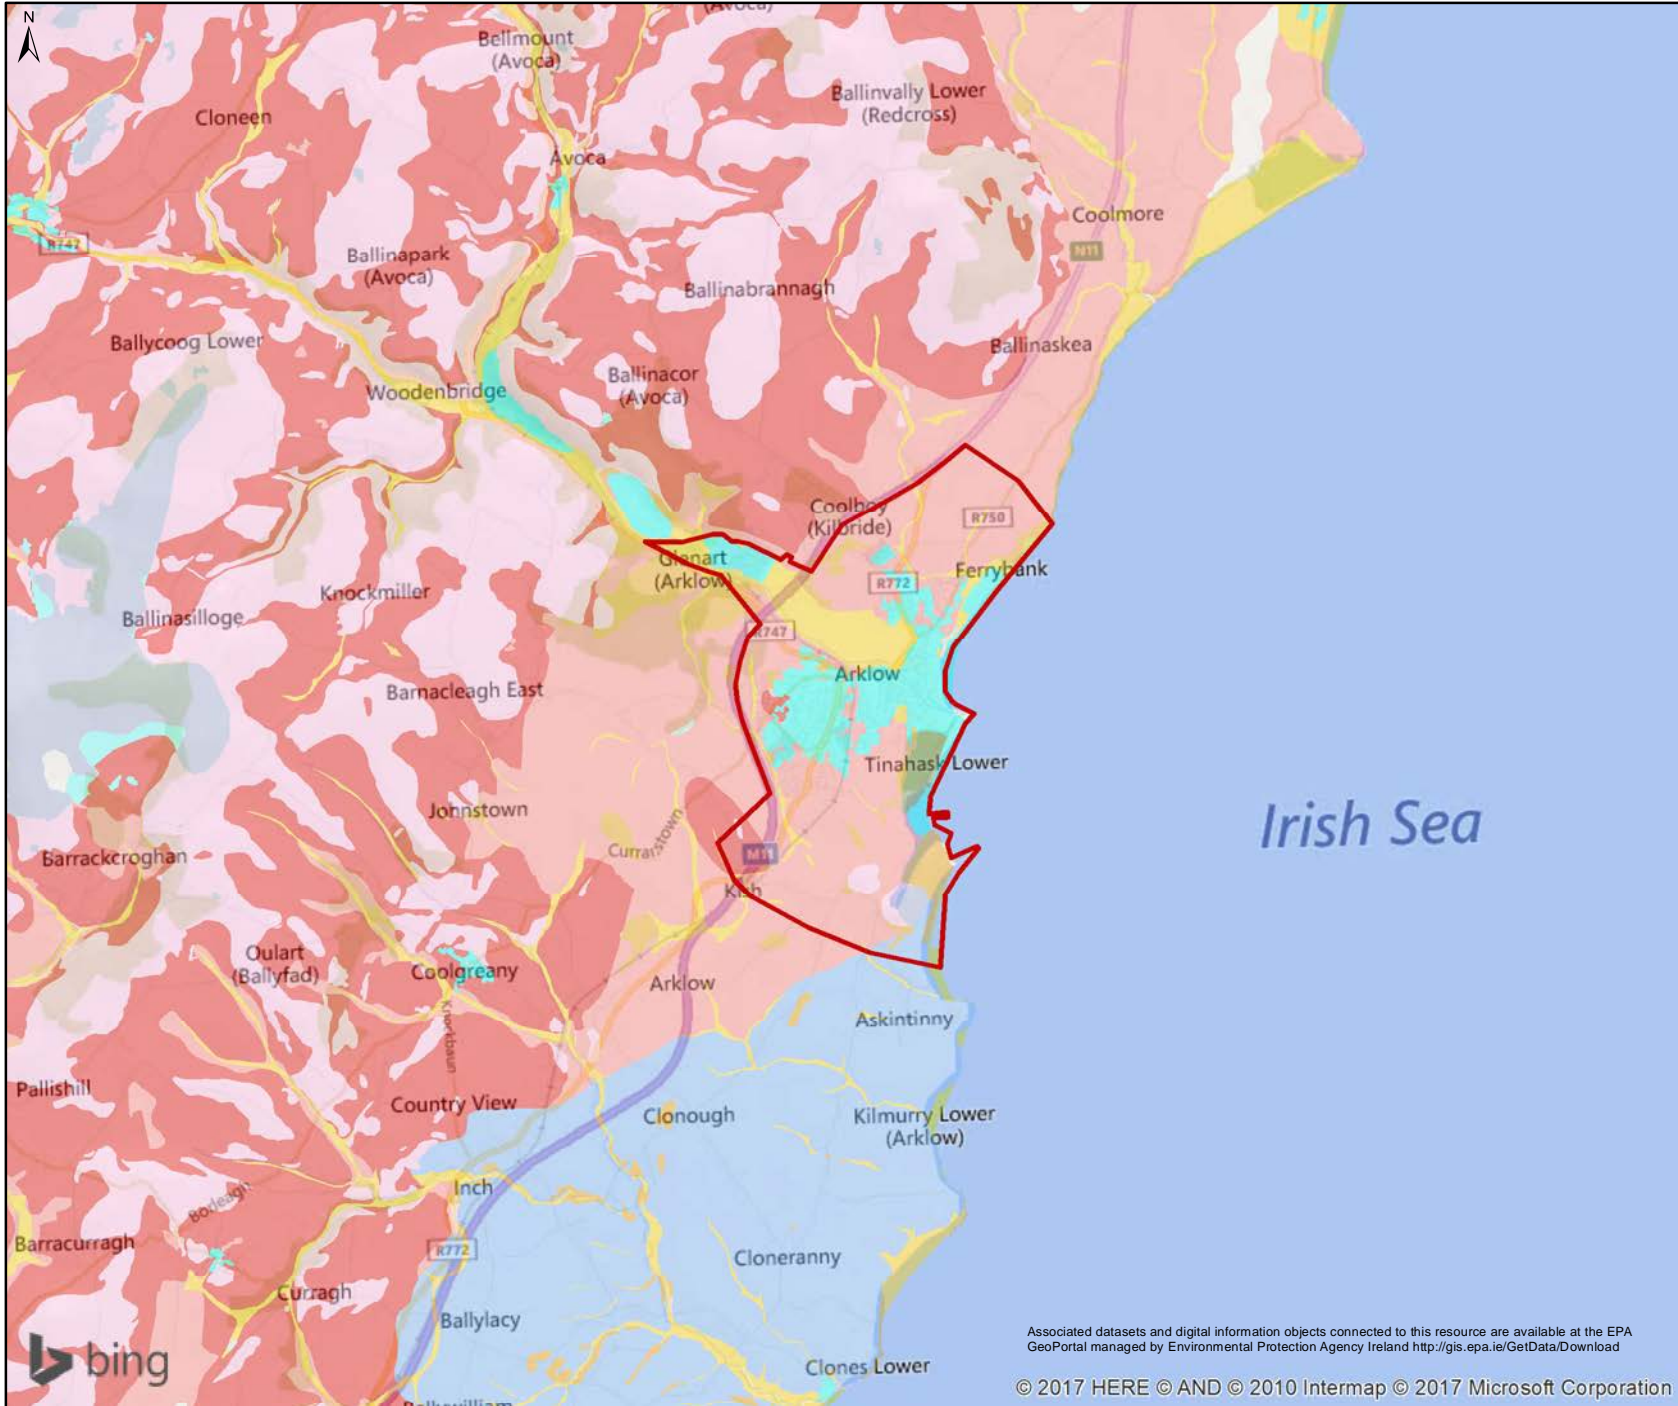 N
(Avoca)
Bellmount
(Avoca)
Cloneen
Ballinvally Lower
(Redcross)
Avoca
Coolmore
R747
N11
Ballinapark
(Avoca)
Ballinabrannagh
Ballycoog Lower
Ballinaskea
Woodenbridge
Ballinacor
(Avoca)
Coolboy
(Kilbride)
R750
Glenart
(Arklow)
R772
Ferrybank
Knockmiller
Ballinasilloge
R747
Arklow
Barnacleagh East
Tinahask Lower
Johnstown
Irish Sea
Barrackcroghan
Currarstown
M11
Kish
Oulart
(Ballyfad)
Coolgreany
Arklow
Knockbaun
Askintinny
Pallishill
Country View
Clonough
Kilmurry Lower
(Arklow)
Inch
Bodeagh
Barracurragh
R772
Cloneranny
Curragh
Ballylacy
Associated datasets and digital information objects connected to this resource are available at the EPA
GeoPortal managed by Environmental Protection Agency Ireland http://gis.epa.ie/GetData/Download
bing
Clones Lower
© 2017 HERE © AND © 2010 Intermap © 2017 Microsoft Corporation